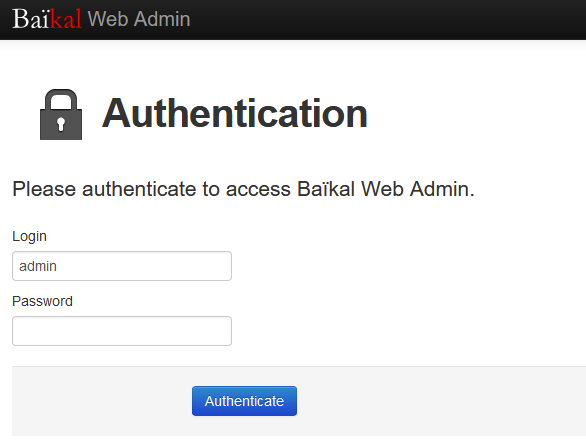 Baïkal Web Admin
Authentication
Please authenticate to access Baïkal Web Admin.
Login
admin
Password
Authenticate